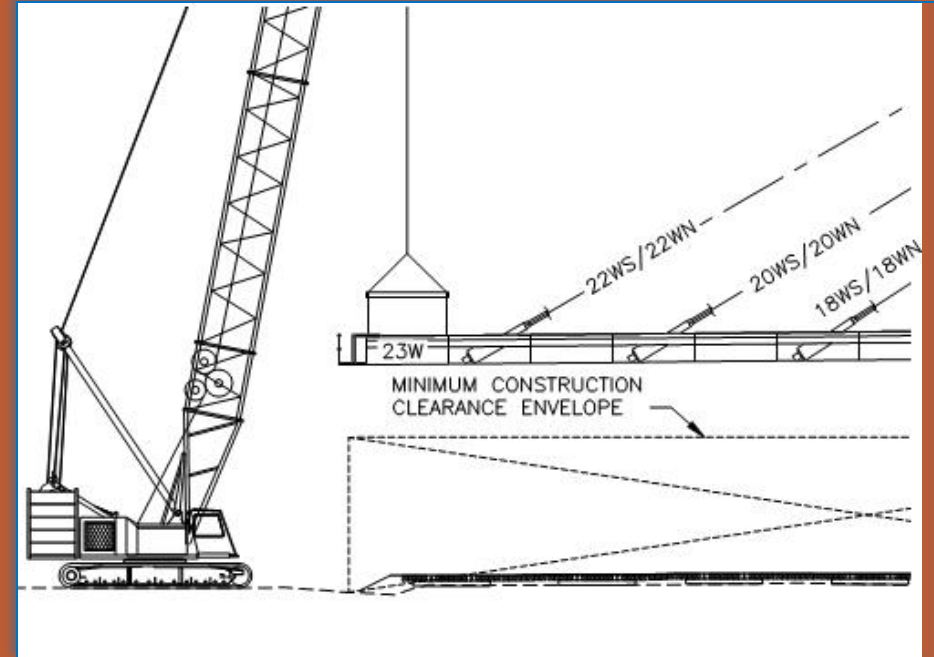 22WS/22WN
20WS/20WN
18WS/18WN
23W
MINIMUM CONSTRUCTION
CLEARANCE ENVELOPE